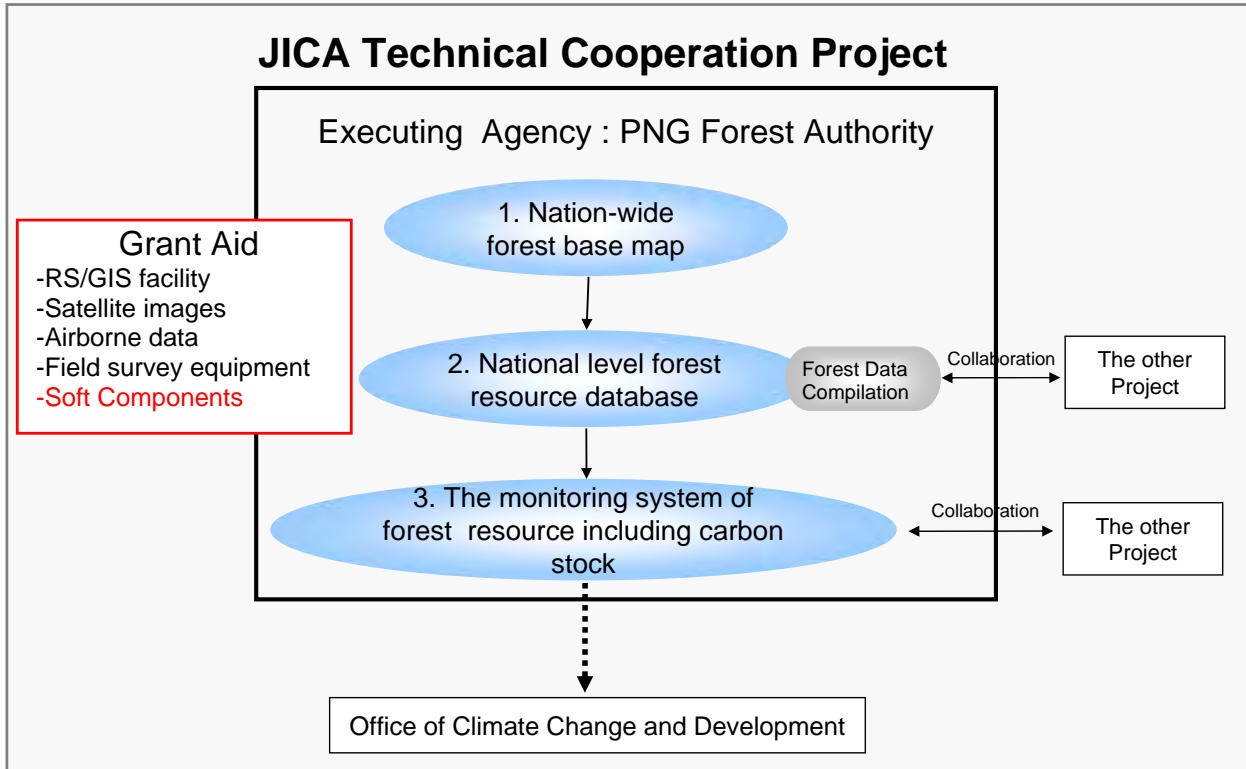 JICA Technical Cooperation Project
Executing Agency : PNG Forest Authority
Grant Aid
-RS/GIS facility
-Satellite images
-Airborne data
-Field survey equipment
-Soft Components
1. Nation-wide
forest base map
2. National level forest
resource database
Forest Data
Compilation
Collaboration
The other
Project
3. The monitoring system of
forest resource including carbon
stock
Collaboration
The other
Project
Office of Climate Change and Development